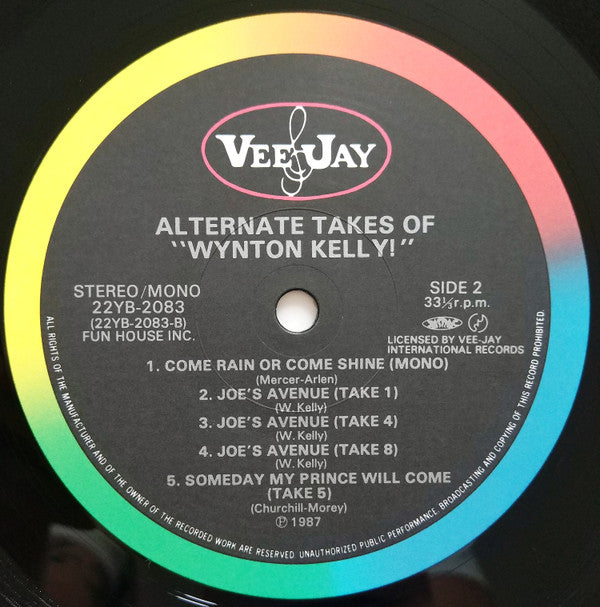 VEE JAY
ALTERNATE TAKES OF
"WYNTON KELLY!"
STEREO/MONO
22YB-2083
(22YB-2083-B)
FUN HOUSE INC.
SIDE 2
33⅓ r.p.m.
LICENSED BY VEE-JAY
INTERNATIONAL RECORDS
1. COME RAIN OR COME SHINE (MONO)
(Mercer-Arlen)
2. JOE'S AVENUE (TAKE 1)
(W. Kelly)
3. JOE'S AVENUE (TAKE 4)
(W. Kelly)
4. JOE'S AVENUE (TAKE 8)
(W. Kelly)
5. SOMEDAY MY PRINCE WILL COME
(TAKE 5)
(Churchill-Morey)
℗ 1987
ALL RIGHTS OF THE MANUFACTURER AND OF THE OWNER OF THE RECORDED WORK ARE RESERVED. UNAUTHORIZED PUBLIC PERFORMANCE, BROADCASTING AND COPYING OF THIS RECORD PROHIBITED.